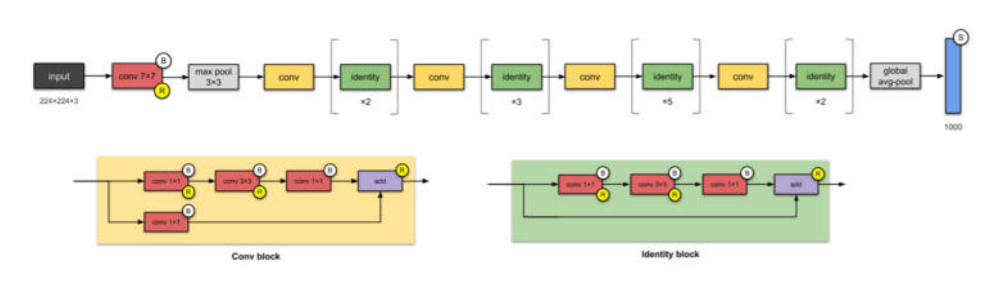 input
224×224×3
conv 7×7
B
R
max pool
3×3
conv
identity
×2
conv
identity
×3
conv
identity
×5
conv
identity
×2
global
avg-pool
S
1000
conv 1×1
B
R
conv 3×3
B
R
conv 1×1
B
add
R
conv 1×1
B
Conv block
conv 1×1
B
R
conv 3×3
B
R
conv 1×1
B
add
R
Identity block